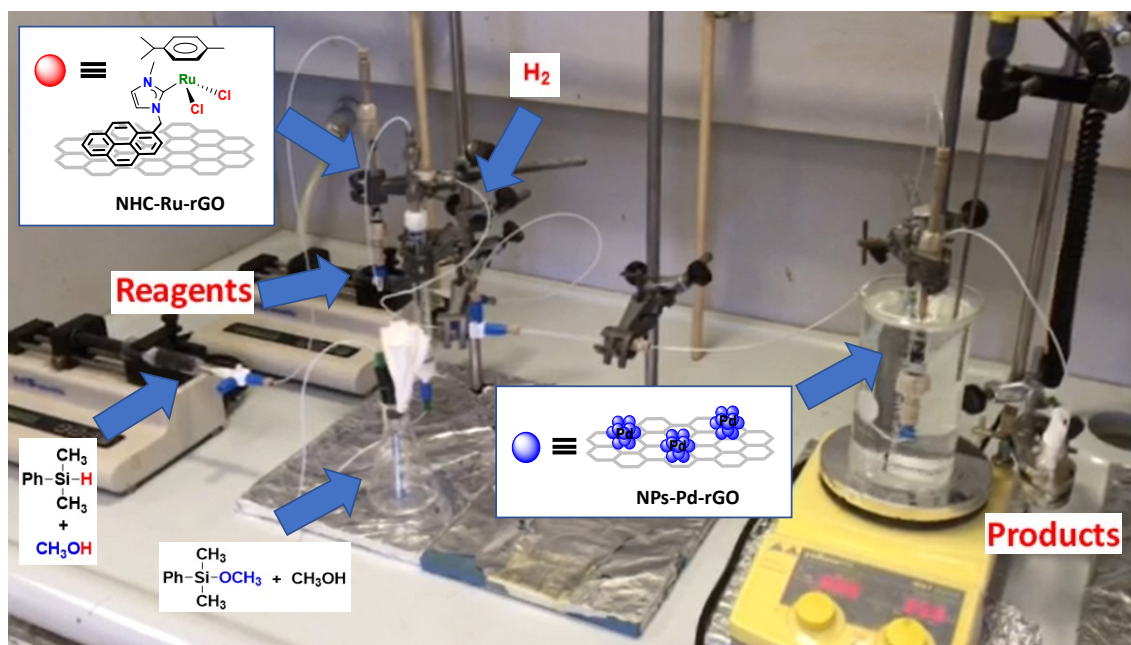 N
N
Ru
Cl
Cl
NHC-Ru-rGO
H₂
Reagents
CH₃
Ph-Si-H
CH₃
+
CH₃OH
CH₃
Ph-Si-OCH₃ + CH₃OH
CH₃
Pd
Pd
Pd
NPs-Pd-rGO
Products